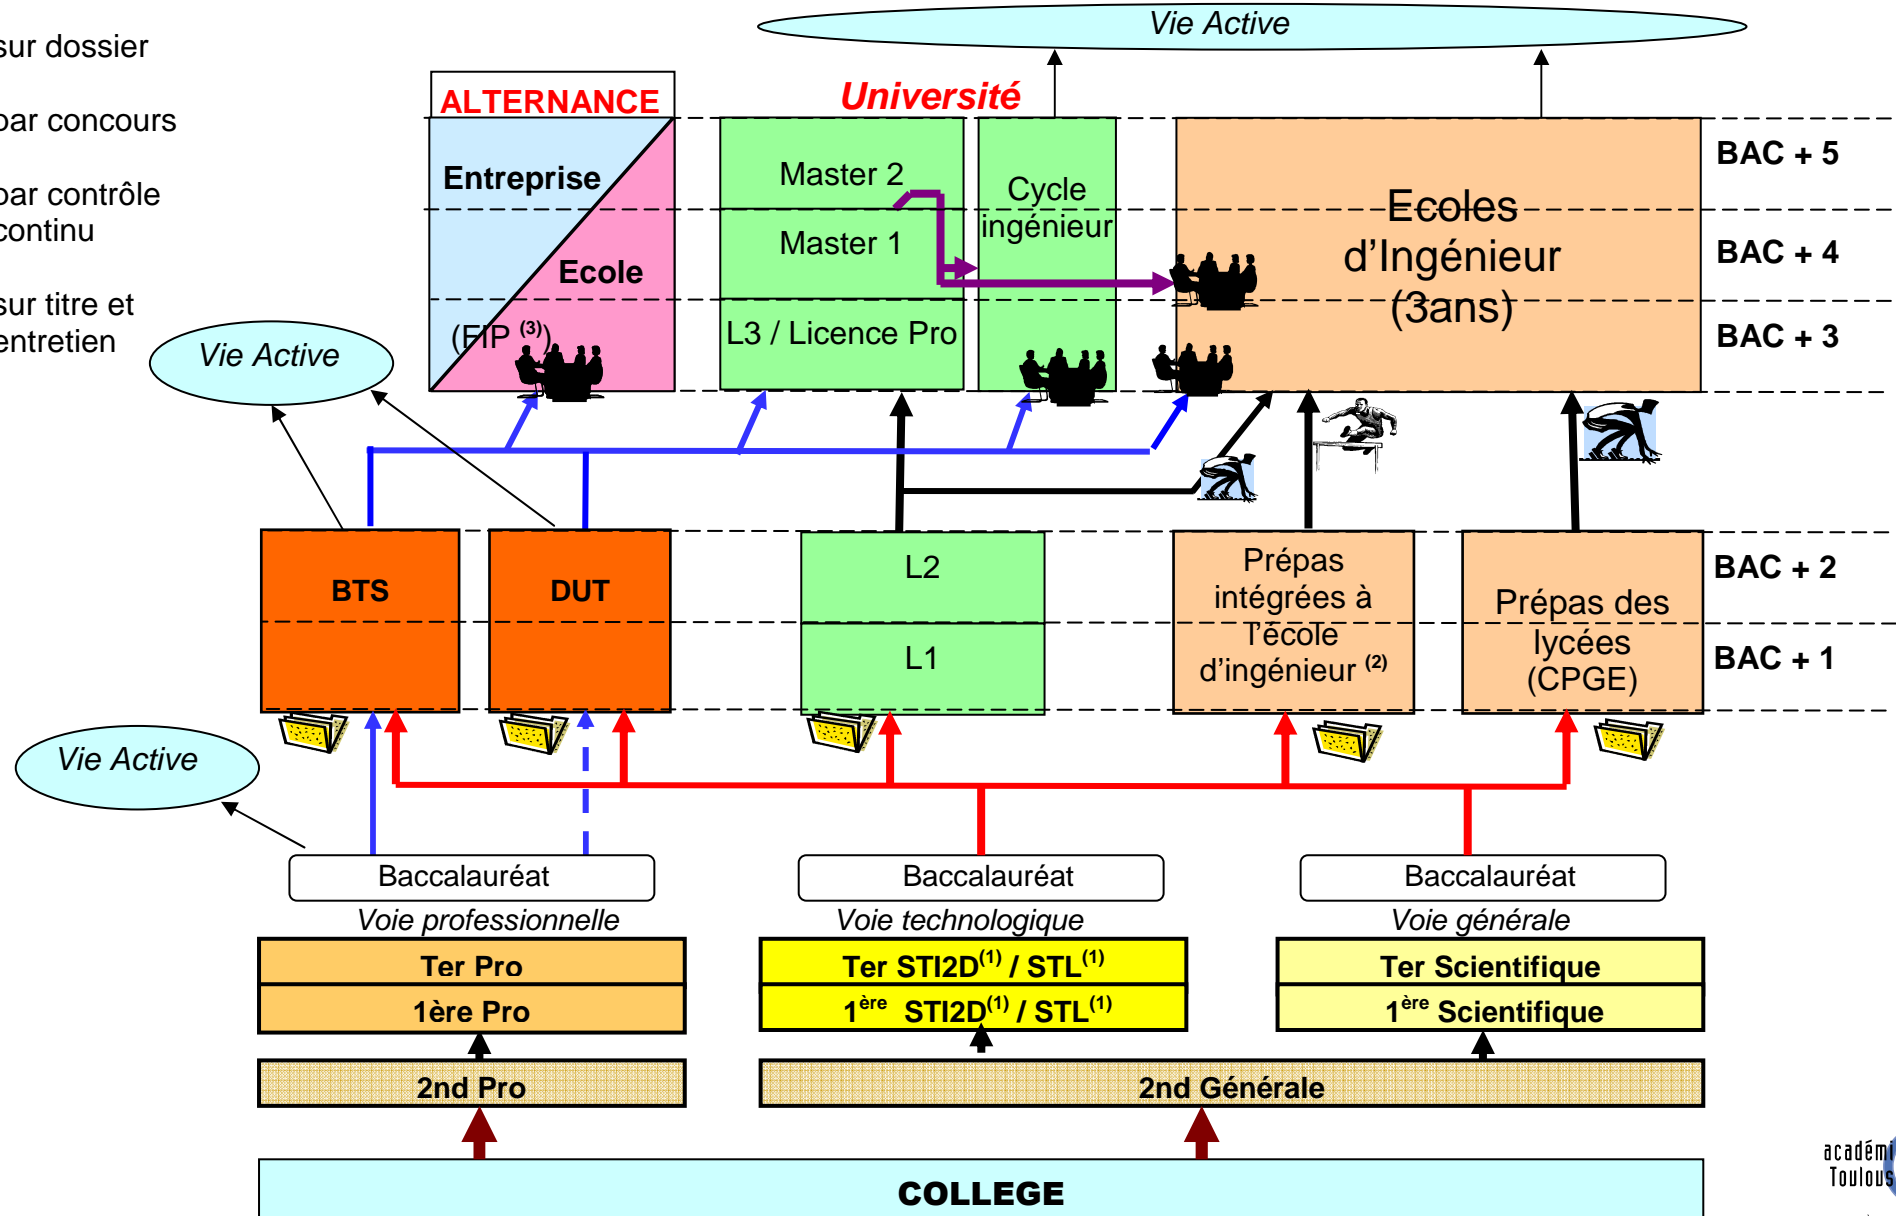 Vie Active
sur dossier
par concours
par contrôle
continu
sur titre et
entretien
ALTERNANCE
Université
Entreprise
Ecole
(FIP (3))
Master 2
Master 1
L3 / Licence Pro
Cycle
ingénieur
Ecoles
d'Ingénieur
(3ans)
BAC + 5
BAC + 4
BAC + 3
Vie Active
BTS
DUT
L2
L1
Prépas
intégrées à
l'école
d'ingénieur (2)
Prépas des
lycées
(CPGE)
BAC + 2
BAC + 1
Vie Active
Baccalauréat
Baccalauréat
Baccalauréat
Voie professionnelle
Voie technologique
Voie générale
Ter Pro
Ter STI2D(1) / STL(1)
Ter Scientifique
1ère Pro
1ère STI2D(1) / STL(1)
1ère Scientifique
2nd Pro
2nd Générale
COLLEGE
académi
Toulous